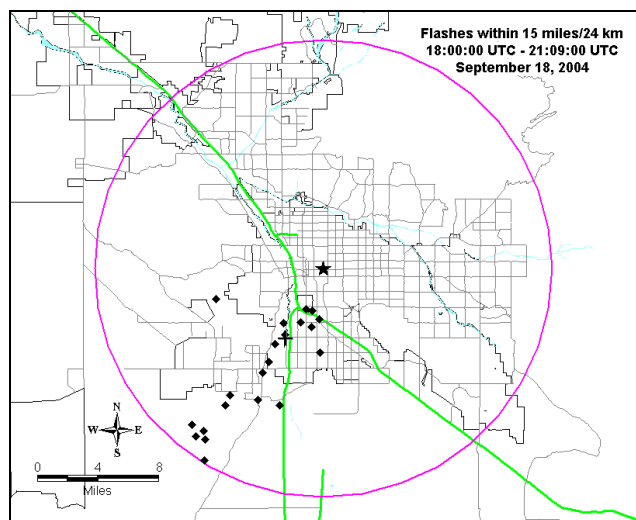 Flashes within 15 miles/24 km
18:00:00 UTC - 21:09:00 UTC
September 18, 2004
N
W E
S
0 4 8
Miles